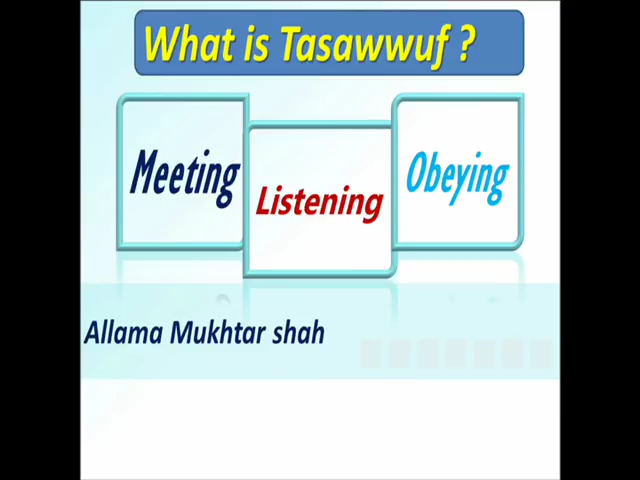 What is Tasawwuf ?
Meeting
Listening
Obeying
Allama Mukhtar shah